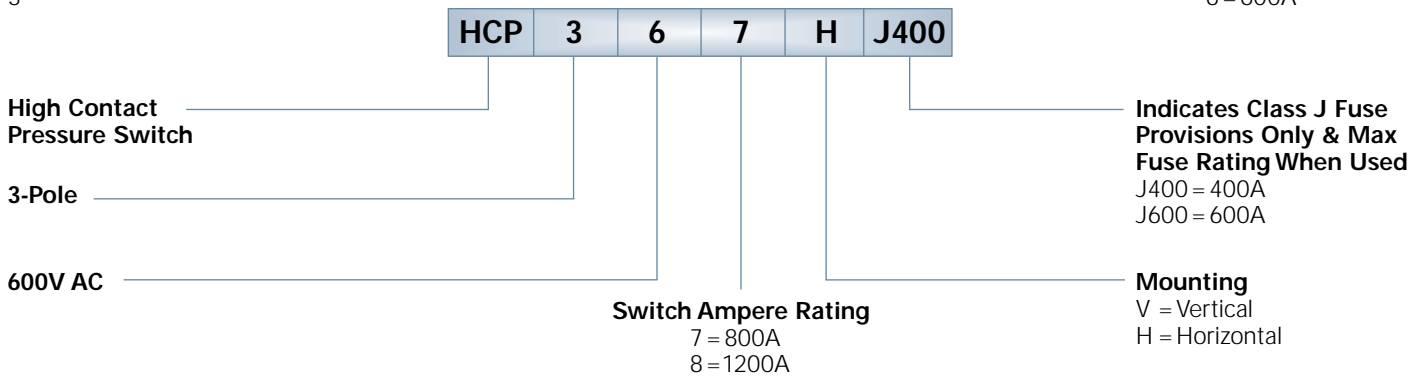 HCP 3 6 7 H J400
High Contact
Pressure Switch
3-Pole
600V AC
Switch Ampere Rating
7 = 800A
8 = 1200A
Indicates Class J Fuse
Provisions Only & Max
Fuse Rating When Used
J400 = 400A
J600 = 600A
Mounting
V = Vertical
H = Horizontal